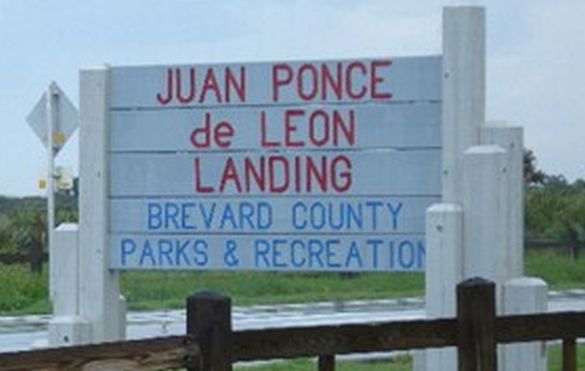 JUAN PONCE
de LEON
LANDING
BREVARD COUNTY
PARKS & RECREATION